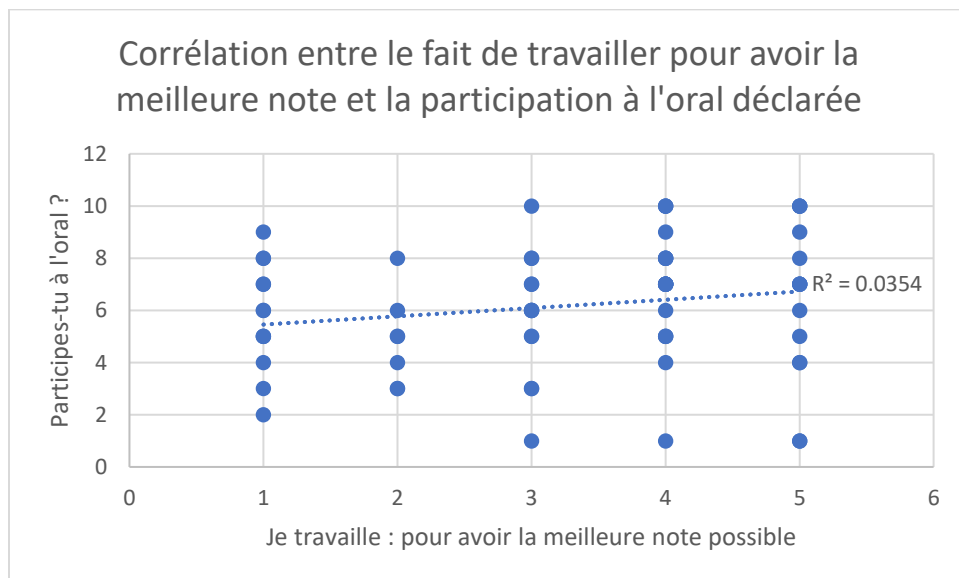 Corrélation entre le fait de travailler pour avoir la
meilleure note et la participation à l'oral déclarée
12
10
8
6
4
2
0
Participes-tu à l'oral ?
R² = 0.0354
0 1 2 3 4 5 6
Je travaille : pour avoir la meilleure note possible